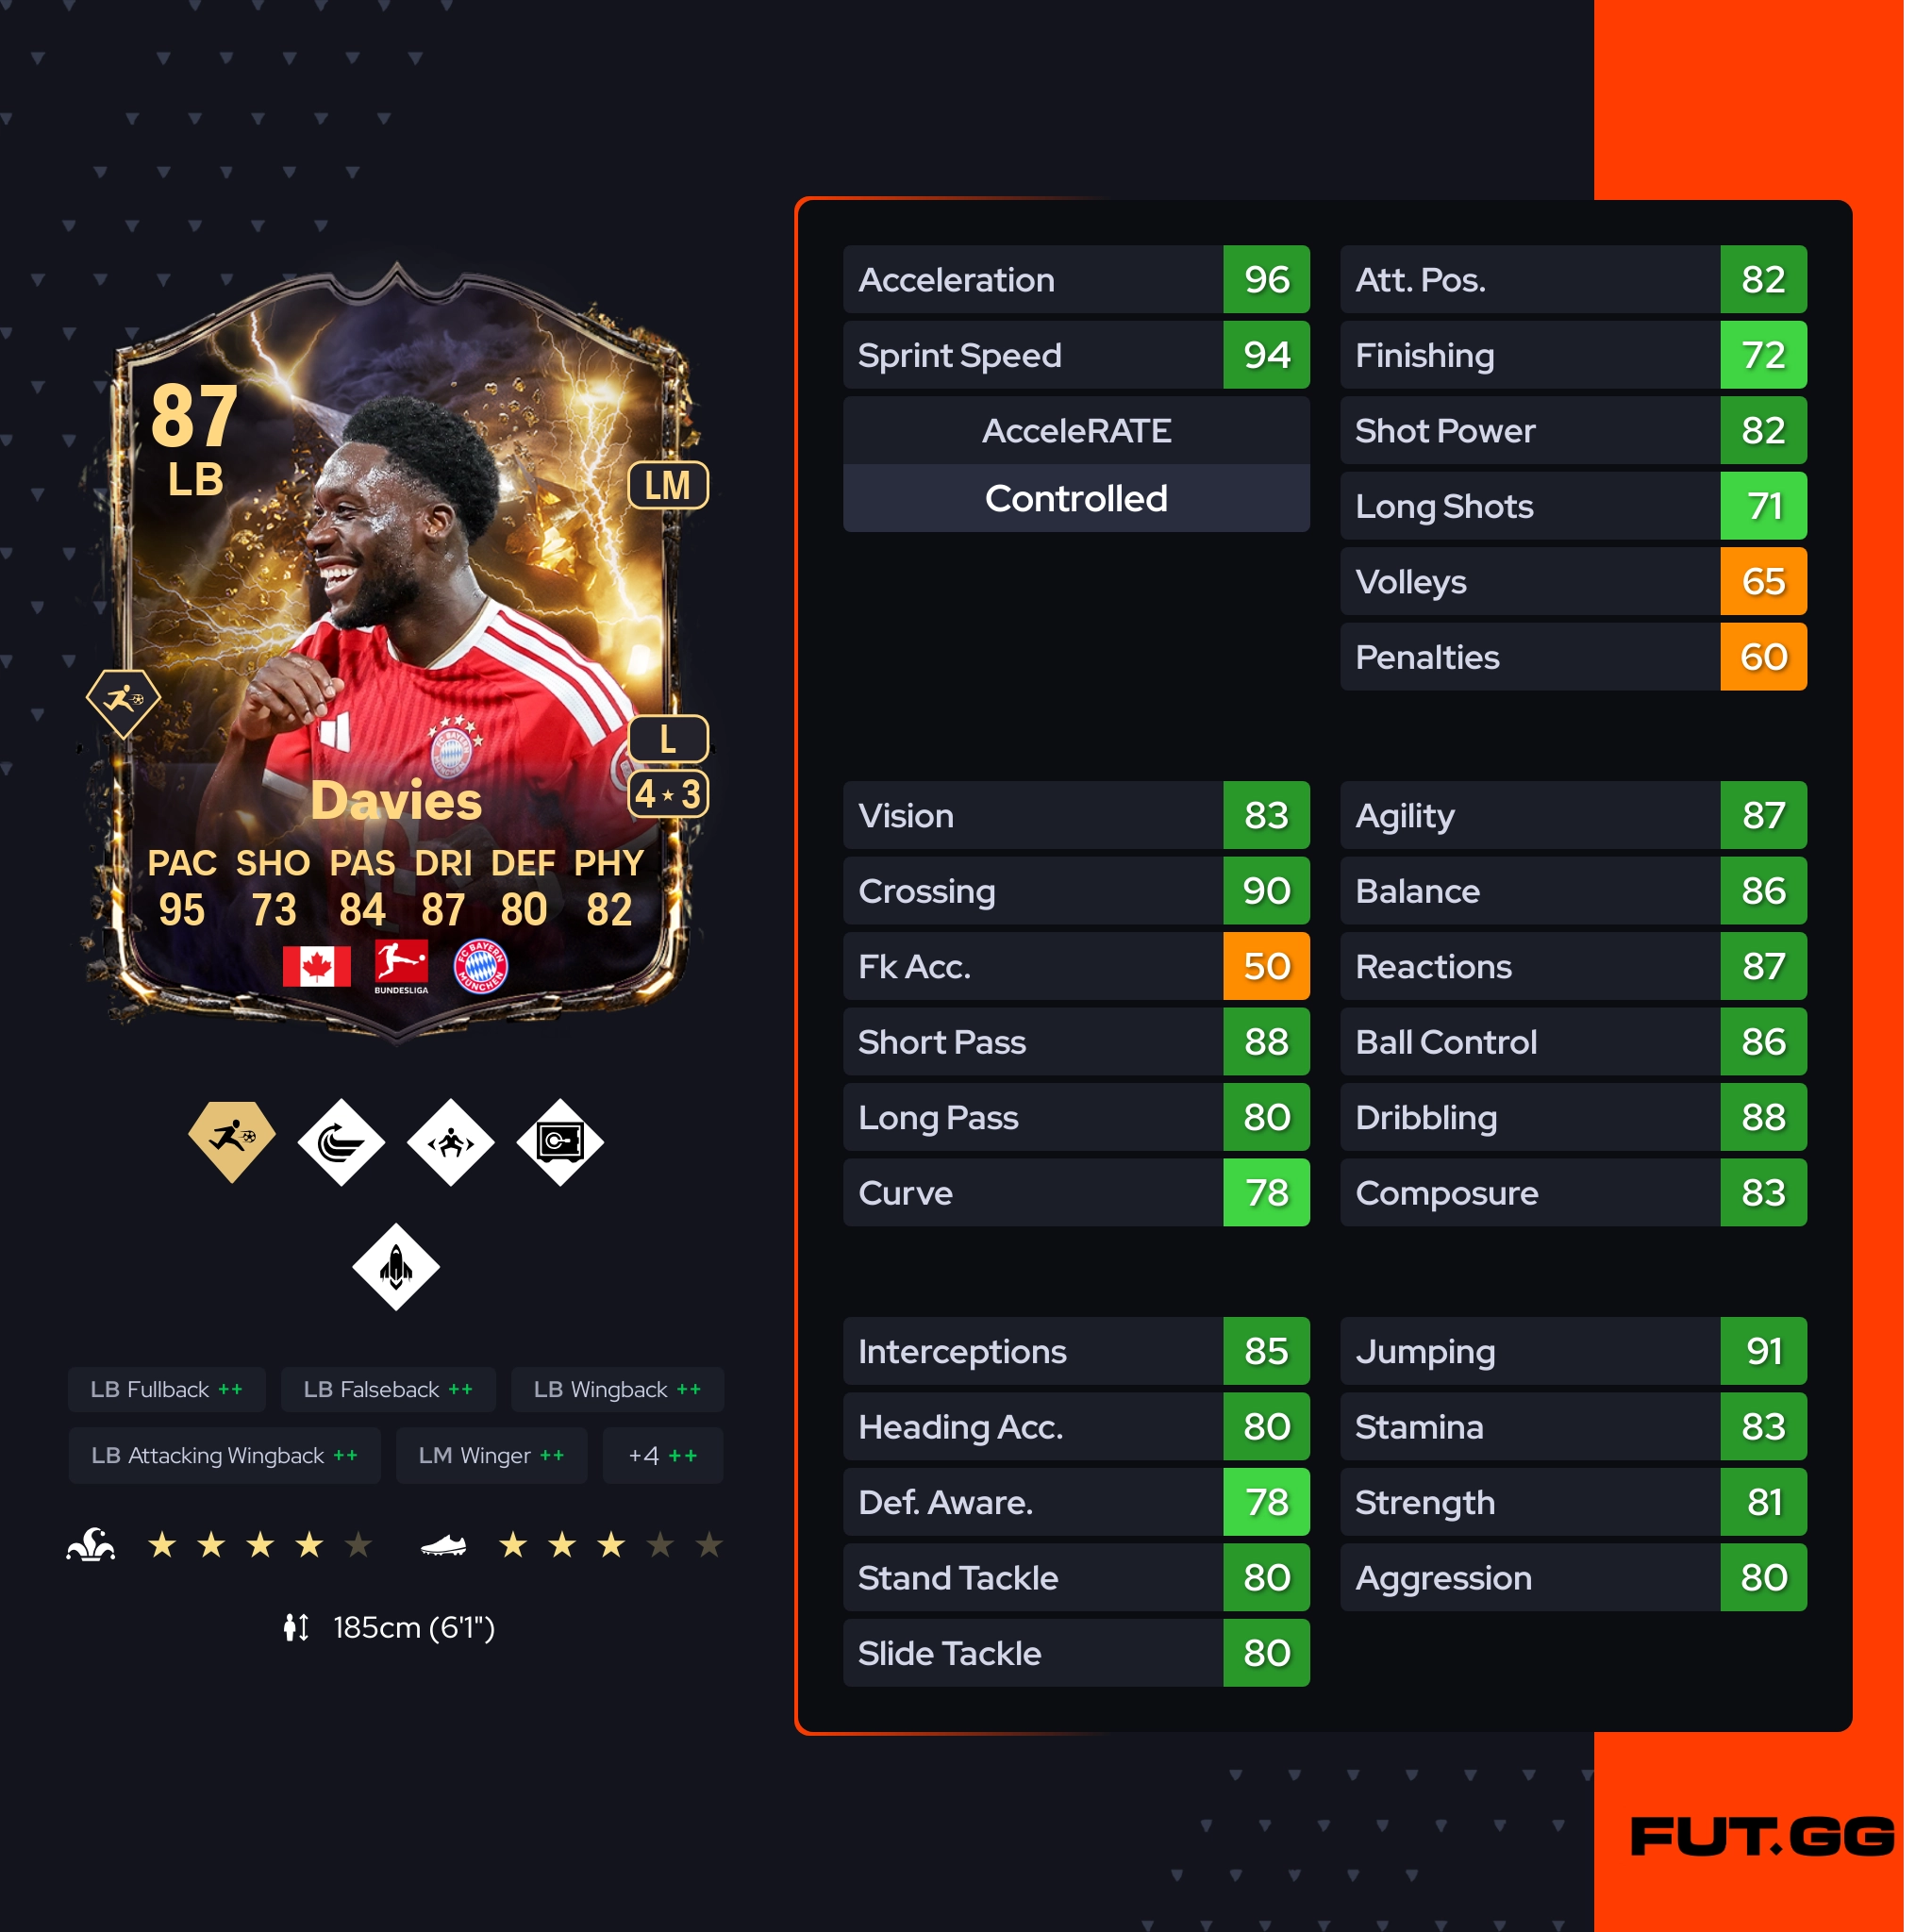 87
LB
LM
L
4★3
Davies
PAC SHO PAS DRI DEF PHY
95 73 84 87 80 82
BUNDESLIGA
FC BAYERN
MÜNCHEN
LB Fullback ++
LB Falseback ++
LB Wingback ++
LB Attacking Wingback ++
LM Winger ++
+4 ++
185cm (6'1")
Acceleration 96
Sprint Speed 94
AcceleRATE
Controlled
Att. Pos. 82
Finishing 72
Shot Power 82
Long Shots 71
Volleys 65
Penalties 60
Vision 83
Crossing 90
Fk Acc. 50
Short Pass 88
Long Pass 80
Curve 78
Agility 87
Balance 86
Reactions 87
Ball Control 86
Dribbling 88
Composure 83
Interceptions 85
Heading Acc. 80
Def. Aware. 78
Stand Tackle 80
Slide Tackle 80
Jumping 91
Stamina 83
Strength 81
Aggression 80
FUT.GG